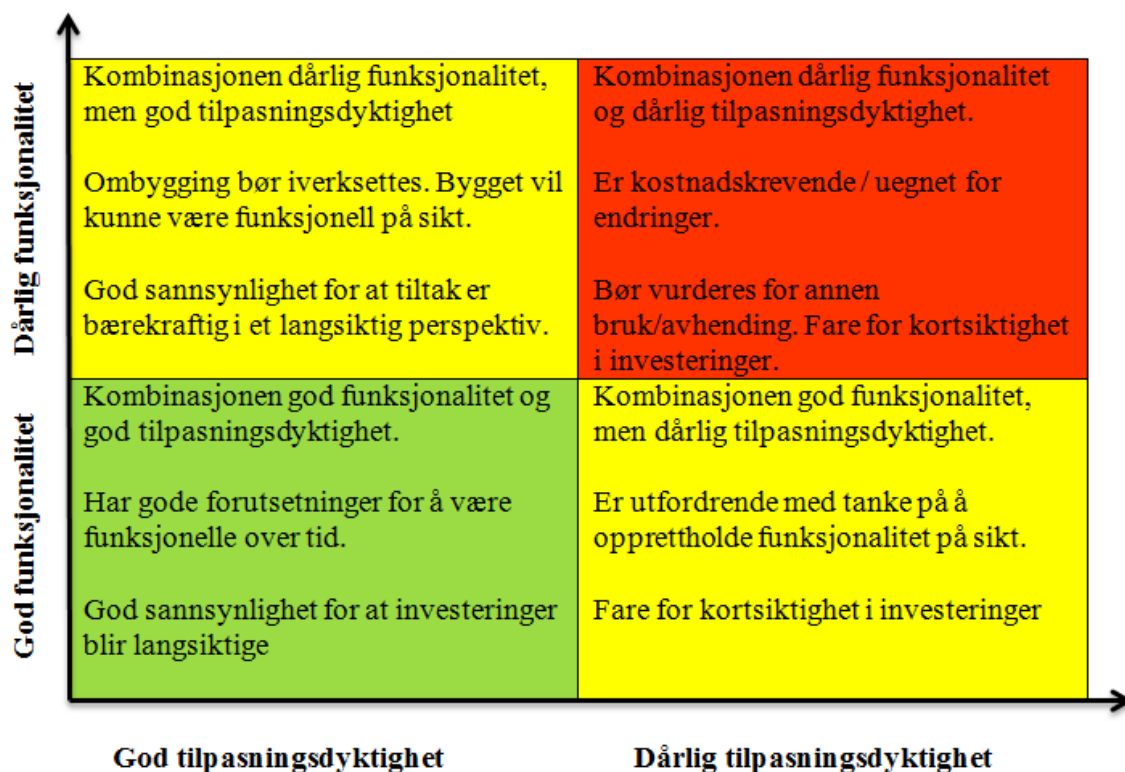 Dårlig funksjonalitet
Kombinasjonen dårlig funksjonalitet,
men god tilpasningsdyktighet
Ombygging bør iverksettes. Bygget vil
kunne være funksjonell på sikt.
God sannsynlighet for at tiltak er
bærekraftig i et langsiktig perspektiv.
Kombinasjonen dårlig funksjonalitet
og dårlig tilpasningsdyktighet.
Er kostnadskrevende / uegnet for
endringer.
Bør vurderes for annen
bruk/avhending. Fare for kortsiktighet
i investeringer.
God funksjonalitet
Kombinasjonen god funksjonalitet og
god tilpasningsdyktighet.
Har gode forutsetninger for å være
funksjonelle over tid.
God sannsynlighet for at investeringer
blir langsiktige
Kombinasjonen god funksjonalitet,
men dårlig tilpasningsdyktighet.
Er utfordrende med tanke på å
opprettholde funksjonalitet på sikt.
Fare for kortsiktighet i investeringer
God tilpasningsdyktighet
Dårlig tilpasningsdyktighet